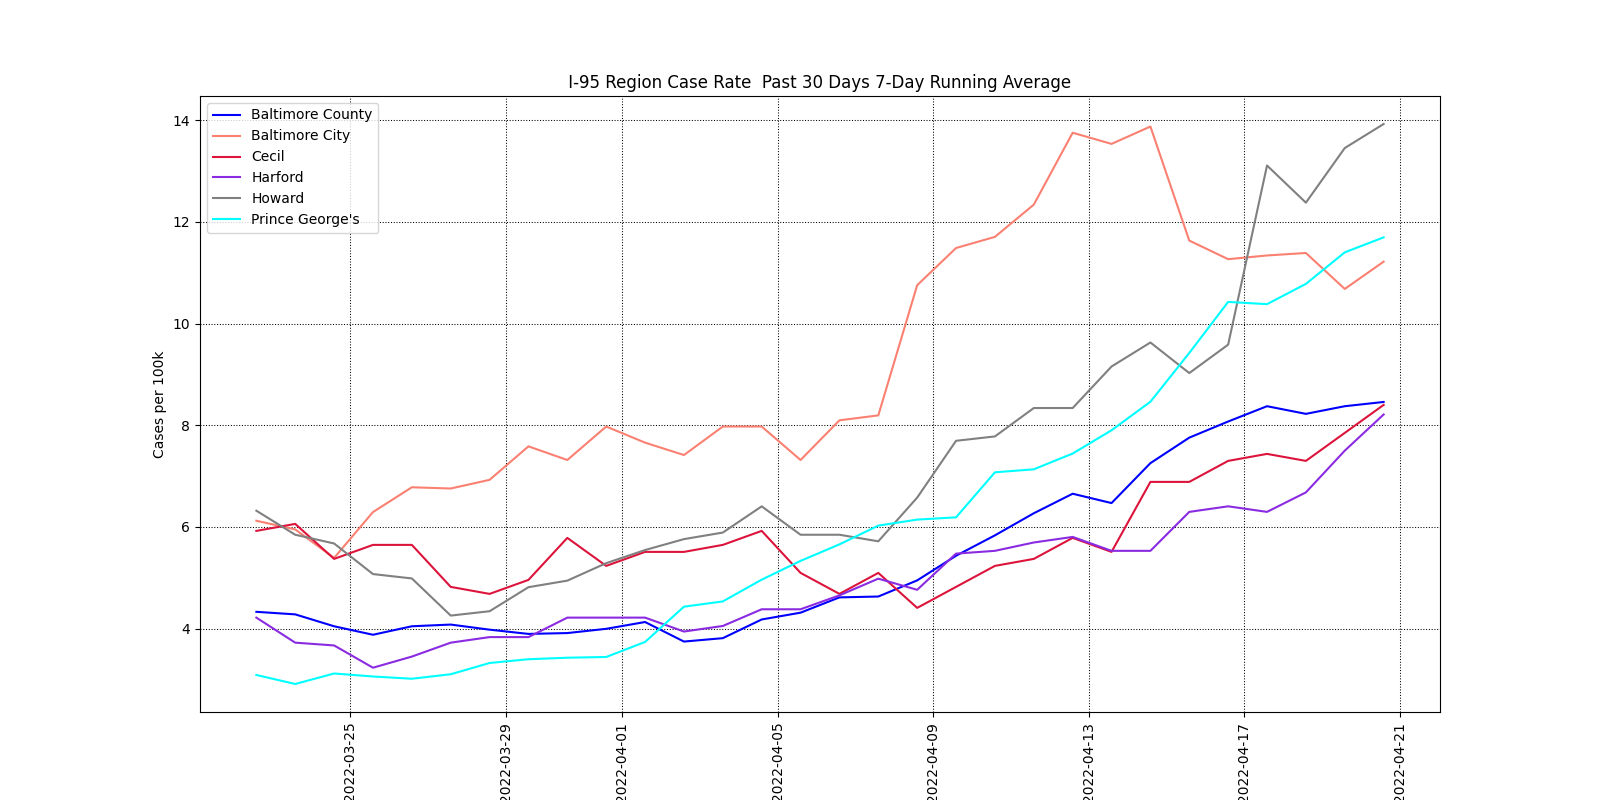 I-95 Region Case Rate  Past 30 Days 7-Day Running Average
Baltimore County
Baltimore City
Cecil
Harford
Howard
Prince George's
Cases per 100k
14
12
10
8
6
4
2022-03-25
2022-03-29
2022-04-01
2022-04-05
2022-04-09
2022-04-13
2022-04-17
2022-04-21